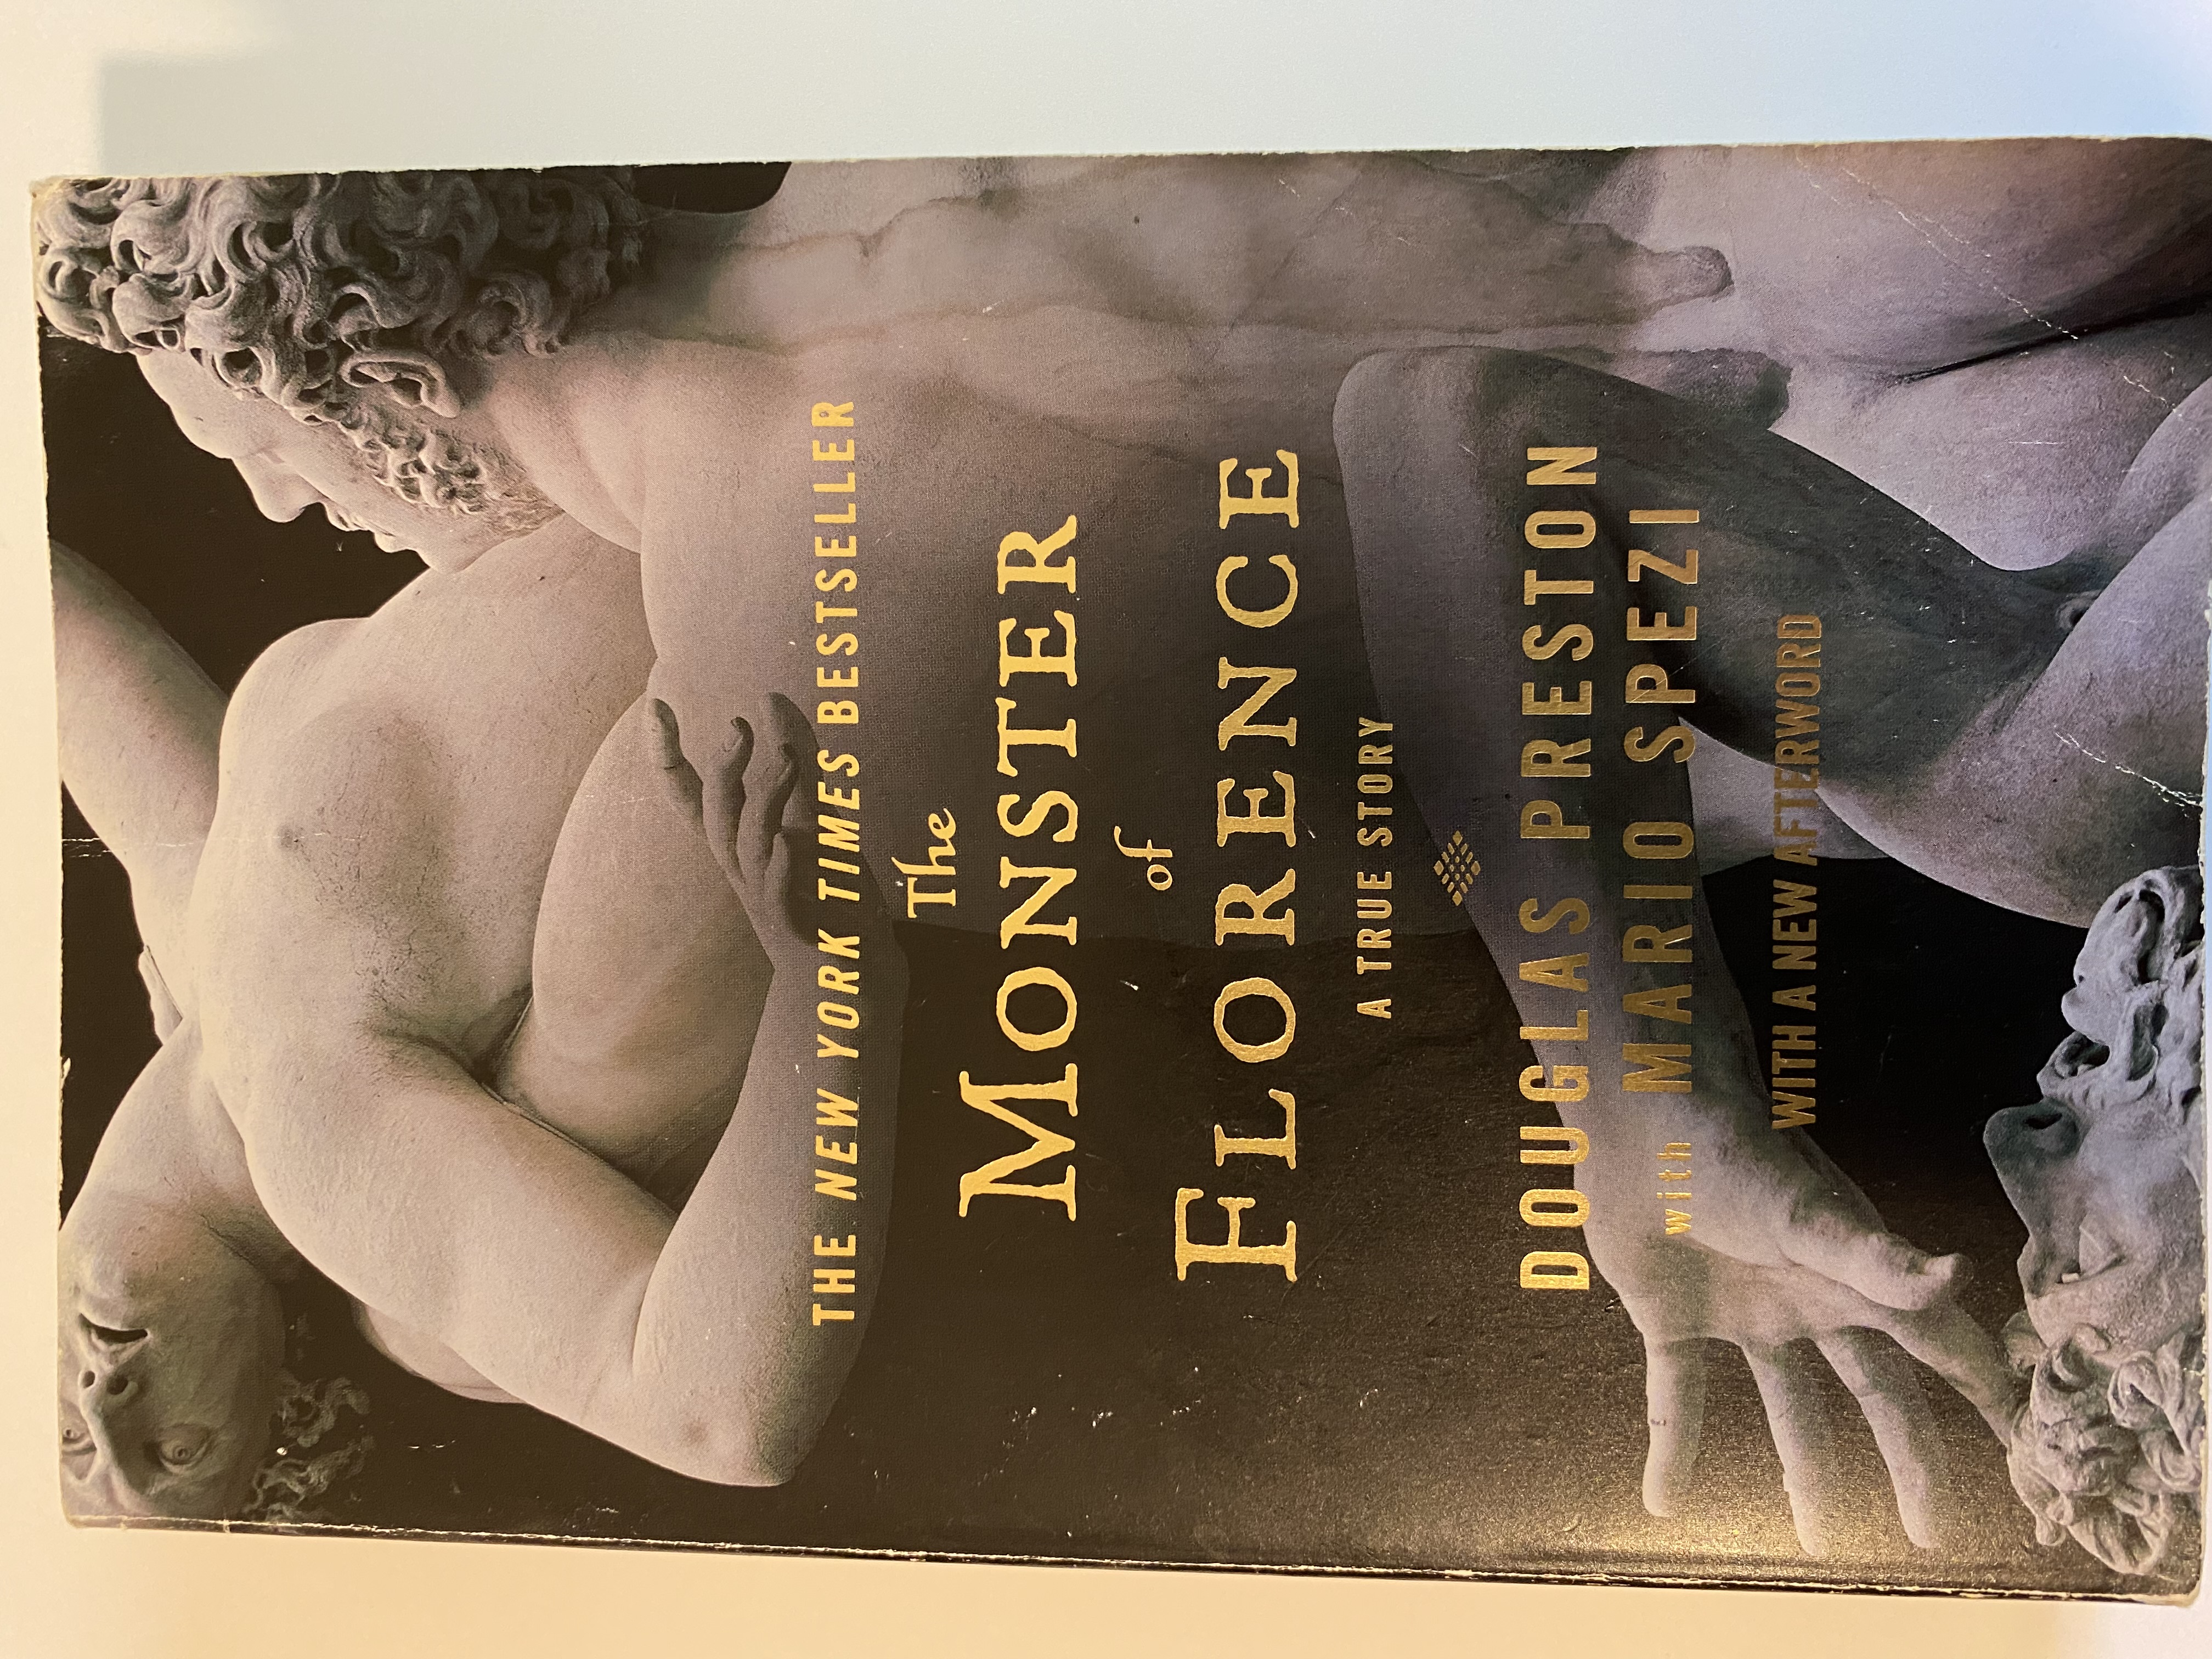 THE NEW YORK TIMES BESTSELLER
The
MONSTER
of
FLORENCE
A TRUE STORY
DOUGLAS PRESTON
with MARIO SPEZI
WITH A NEW AFTERWORD